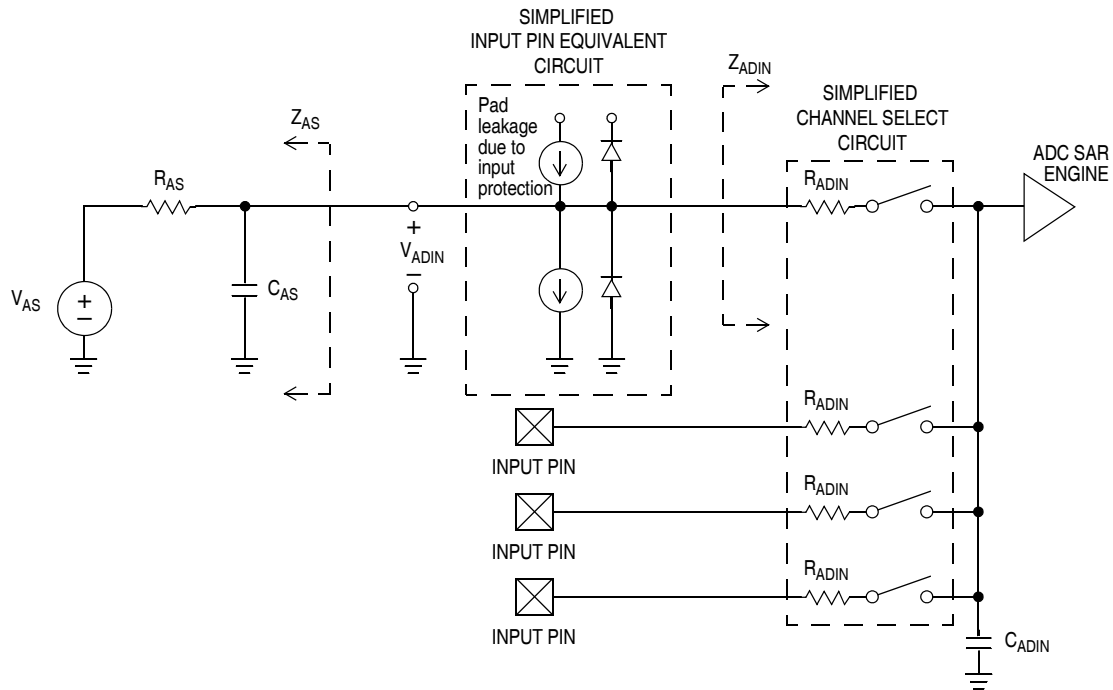 SIMPLIFIED
INPUT PIN EQUIVALENT
CIRCUIT
Z_ADIN
SIMPLIFIED
CHANNEL SELECT
CIRCUIT
ADC SAR
ENGINE
Pad
leakage
due to
input
protection
Z_AS
R_AS
R_ADIN
+
V_ADIN
–
C_AS
V_AS
+
–
R_ADIN
INPUT PIN
R_ADIN
INPUT PIN
R_ADIN
INPUT PIN
C_ADIN